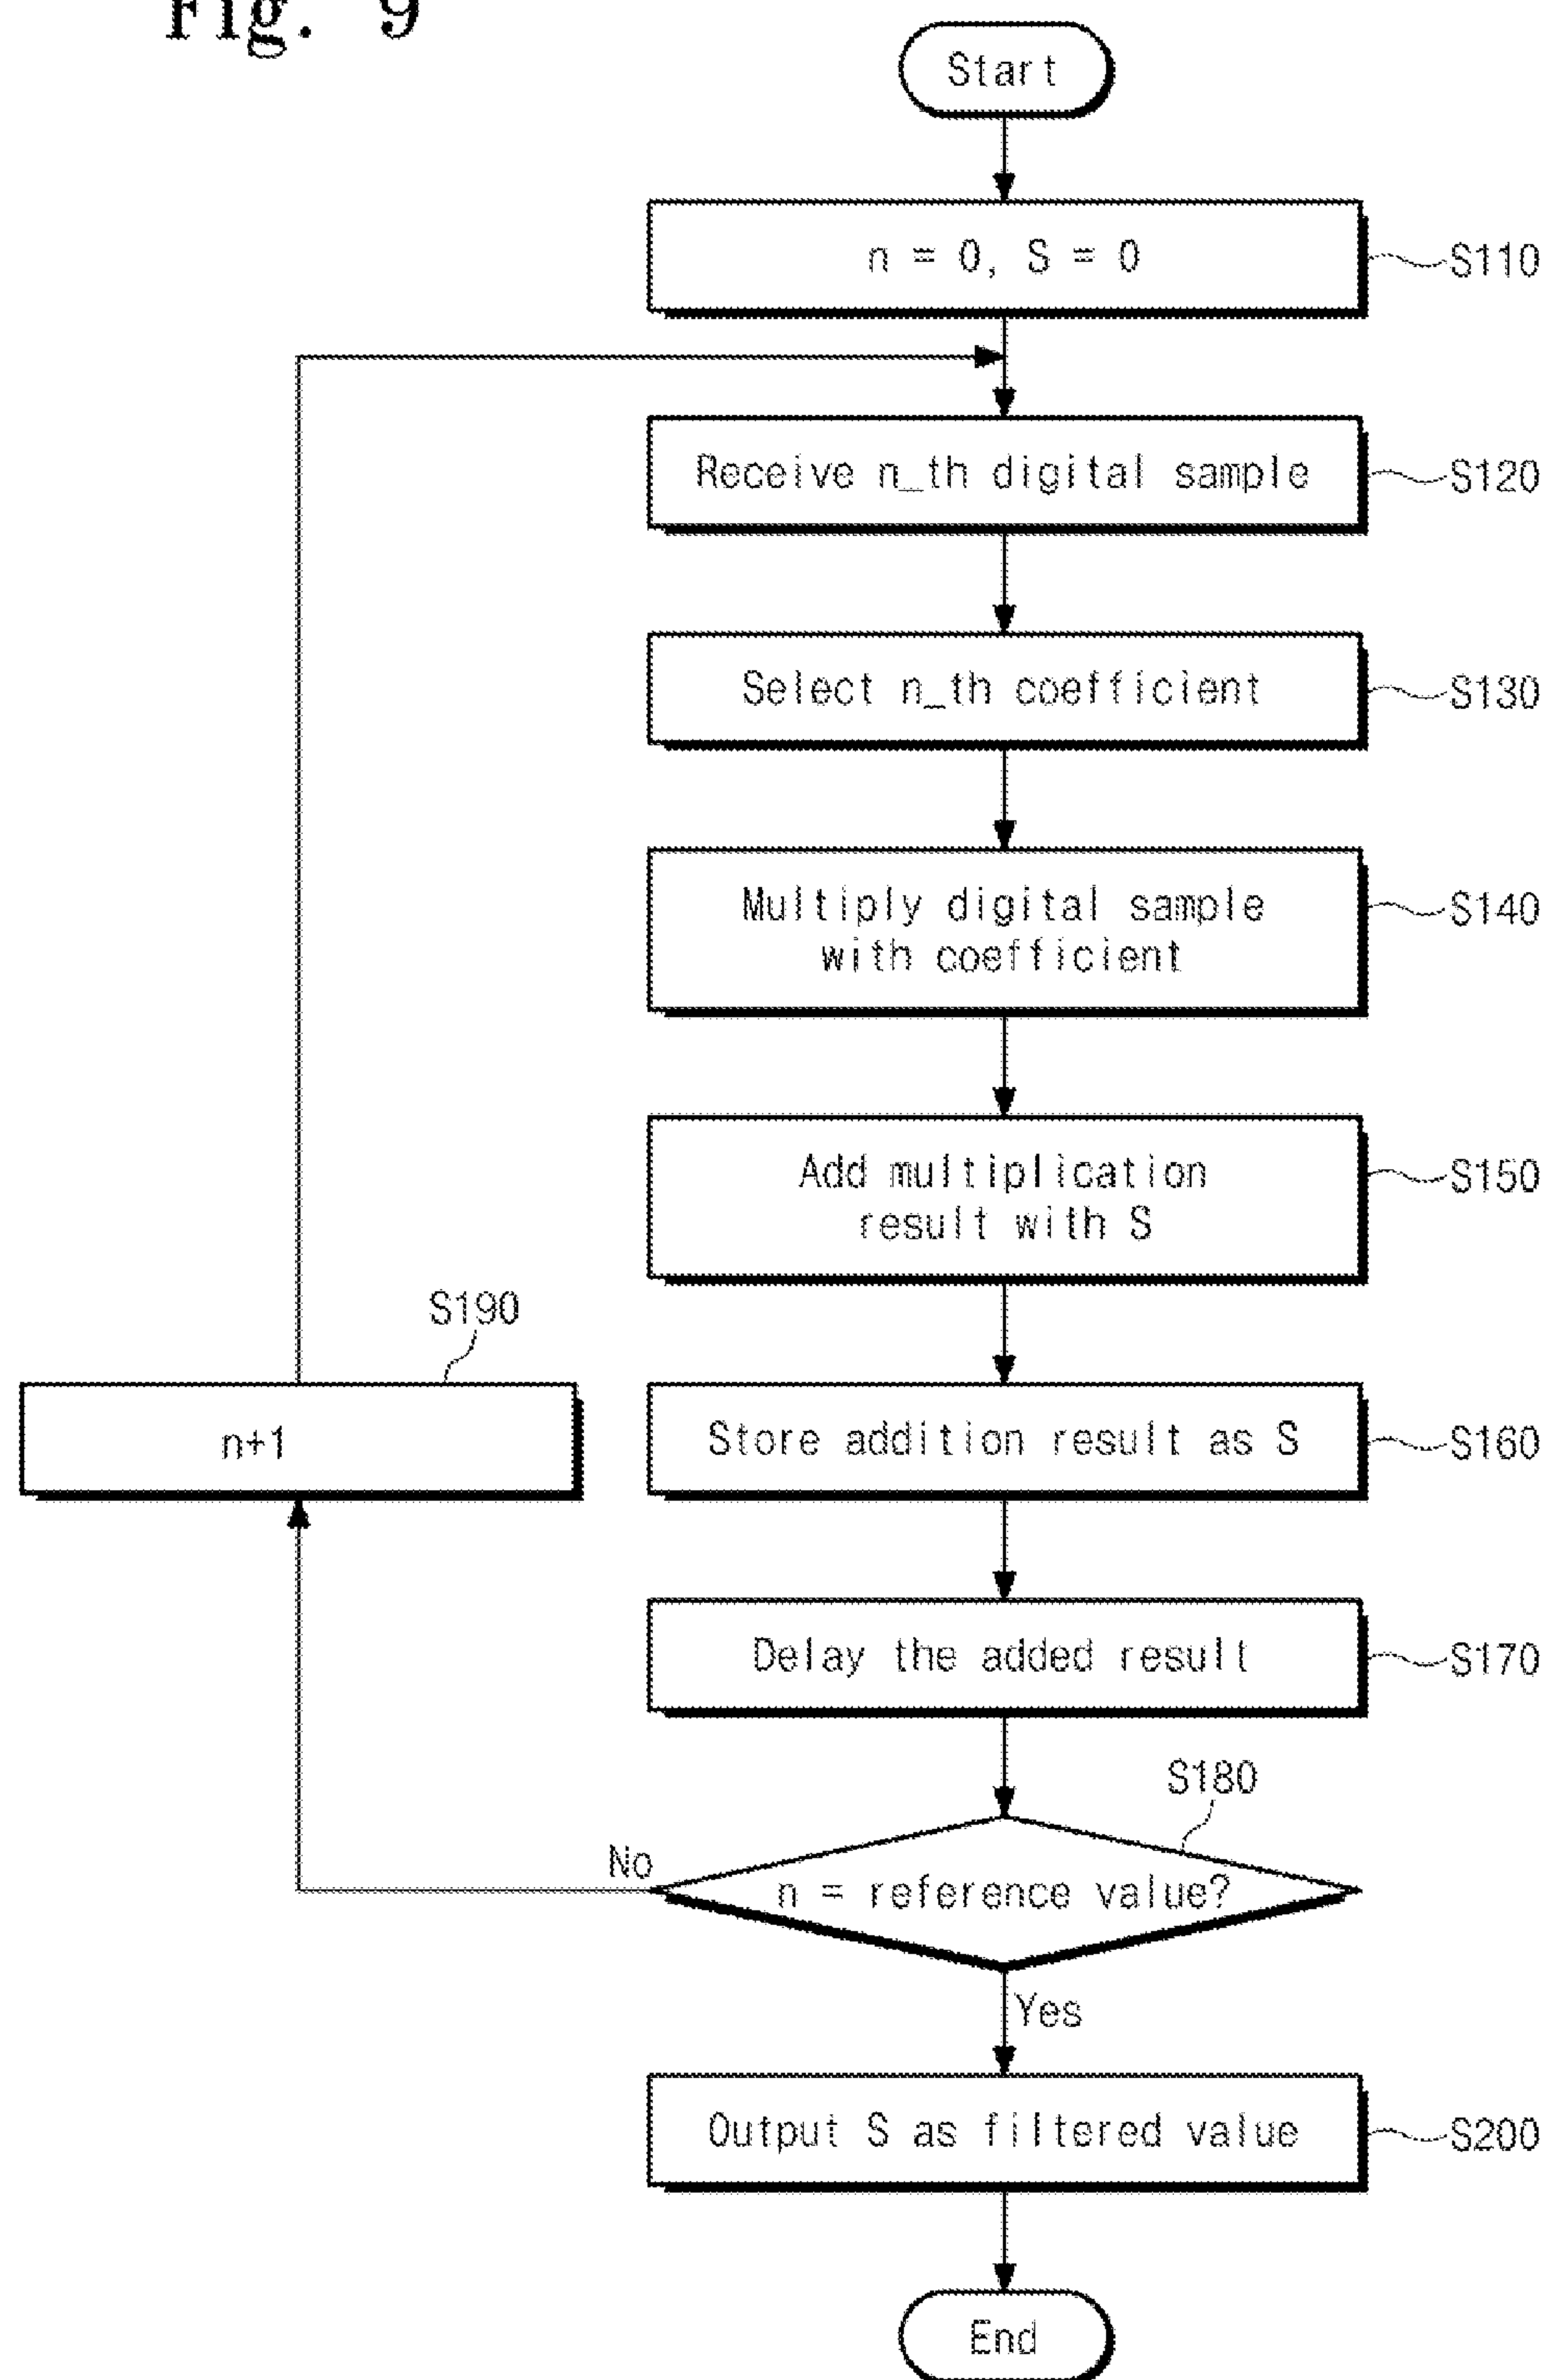 Fig. 9
Start
n = 0, S = 0
S110
Receive n_th digital sample
S120
Select n_th coefficient
S130
Multiply digital sample
with coefficient
S140
Add multiplication
result with S
S150
S190
n+1
Store addition result as S
S160
Delay the added result
S170
S180
No
n = reference value?
Yes
Output S as filtered value
S200
End